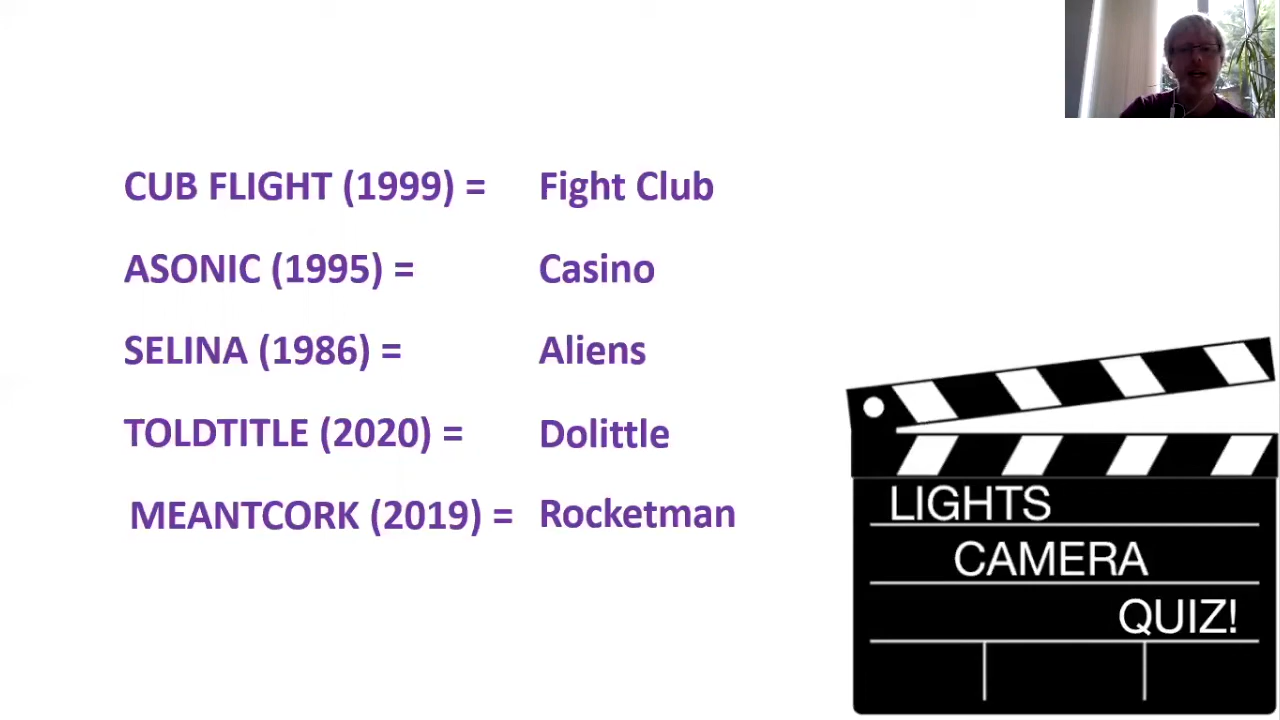 CUB FLIGHT (1999) = Fight Club
ASONIC (1995) = Casino
SELINA (1986) = Aliens
TOLDTITLE (2020) = Dolittle
MEANTCORK (2019) = Rocketman
LIGHTS
CAMERA
QUIZ!